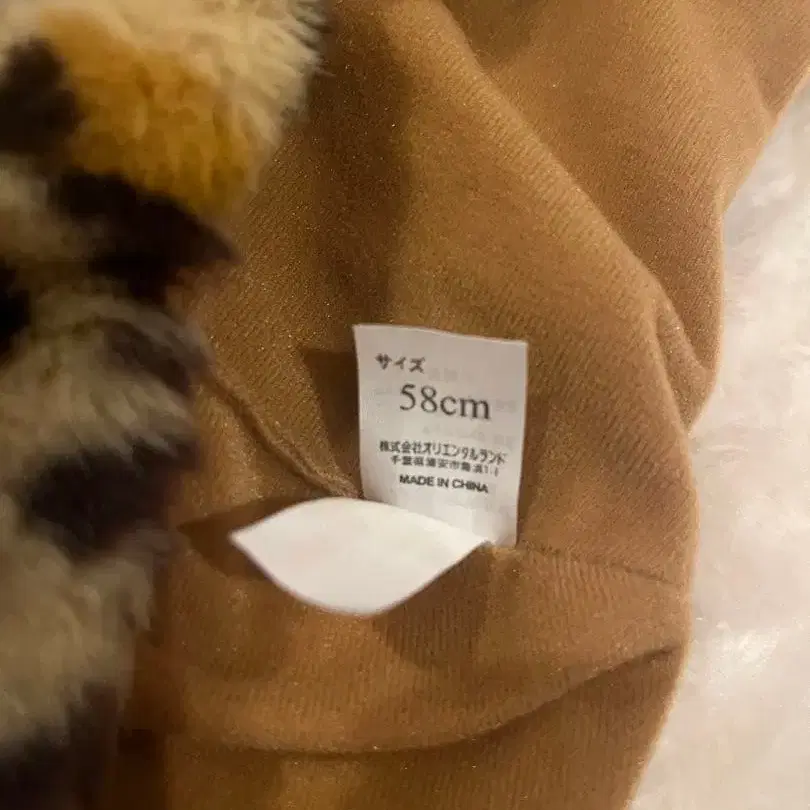 サイズ
58cm
株式会社オリエンタルランド
千葉県浦安市舞浜1-1
MADE IN CHINA